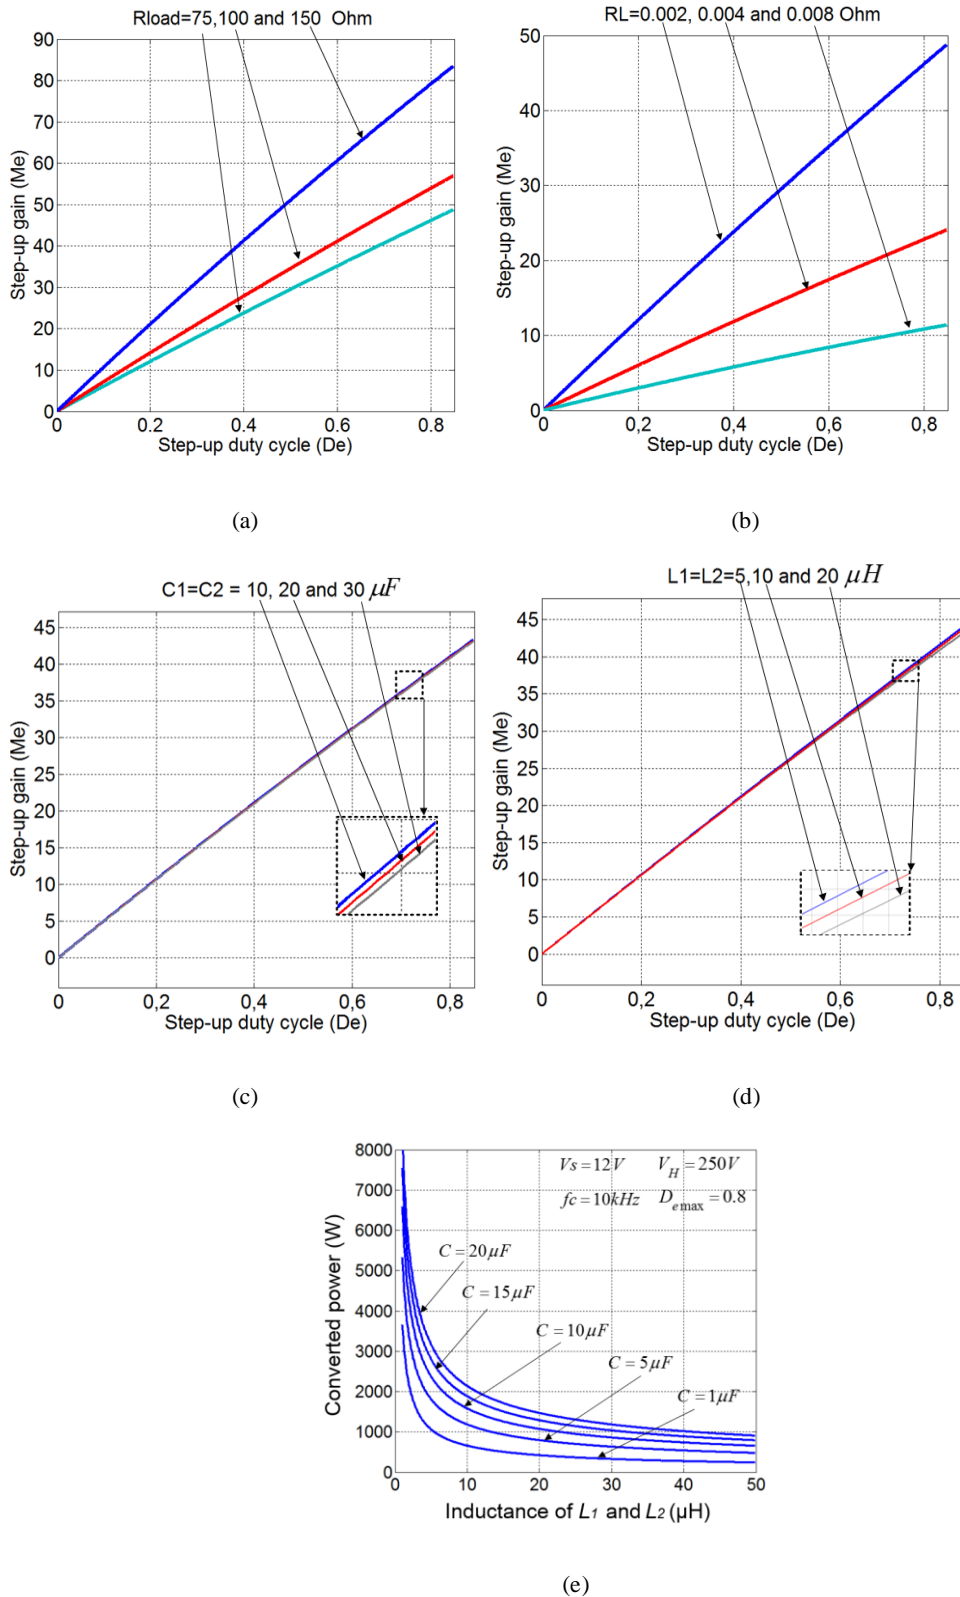 Rload=75,100 and 150 Ohm
90
80
70
60
50
40
30
20
10
0
Step-up gain (Me)
0 0.2 0.4 0.6 0.8
Step-up duty cycle (De)
(a)
RL=0.002, 0.004 and 0.008 Ohm
50
40
30
20
10
0
Step-up gain (Me)
0 0,2 0,4 0,6 0,8
Step-up duty cycle (De)
(b)
C1=C2 = 10, 20 and 30 μF
45
40
35
30
25
20
15
10
5
0
Step-up gain (Me)
0 0,2 0,4 0,6 0,8
Step-up duty cycle (De)
(c)
L1=L2=5,10 and 20 μH
45
40
35
30
25
20
15
10
5
0
Step-up gain (Me)
0 0,2 0,4 0,6 0,8
Step-up duty cycle (De)
(d)
8000
7000
6000
5000
4000
3000
2000
1000
0
Converted power (W)
Vs=12V V_H=250V
fc=10kHz D_emax=0.8
C=20μF
C=15μF
C=10μF
C=5μF
C=1μF
0 10 20 30 40 50
Inductance of L1 and L2 (μH)
(e)